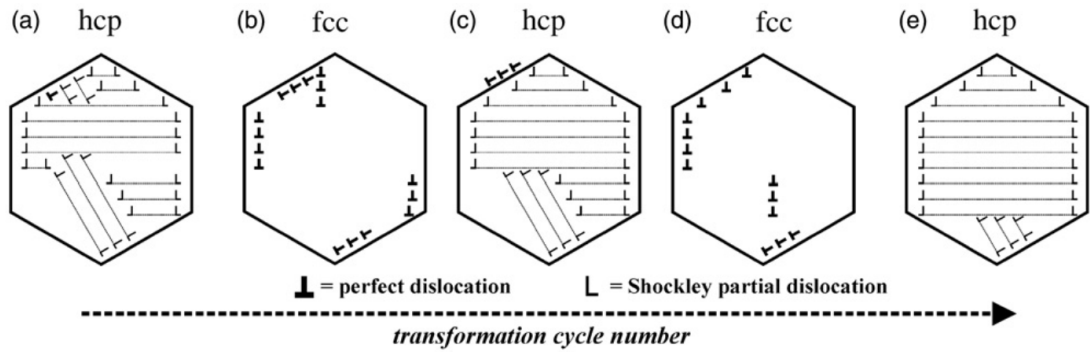 (a) hcp (b) fcc (c) hcp (d) fcc (e) hcp
= perfect dislocation = Shockley partial dislocation
transformation cycle number